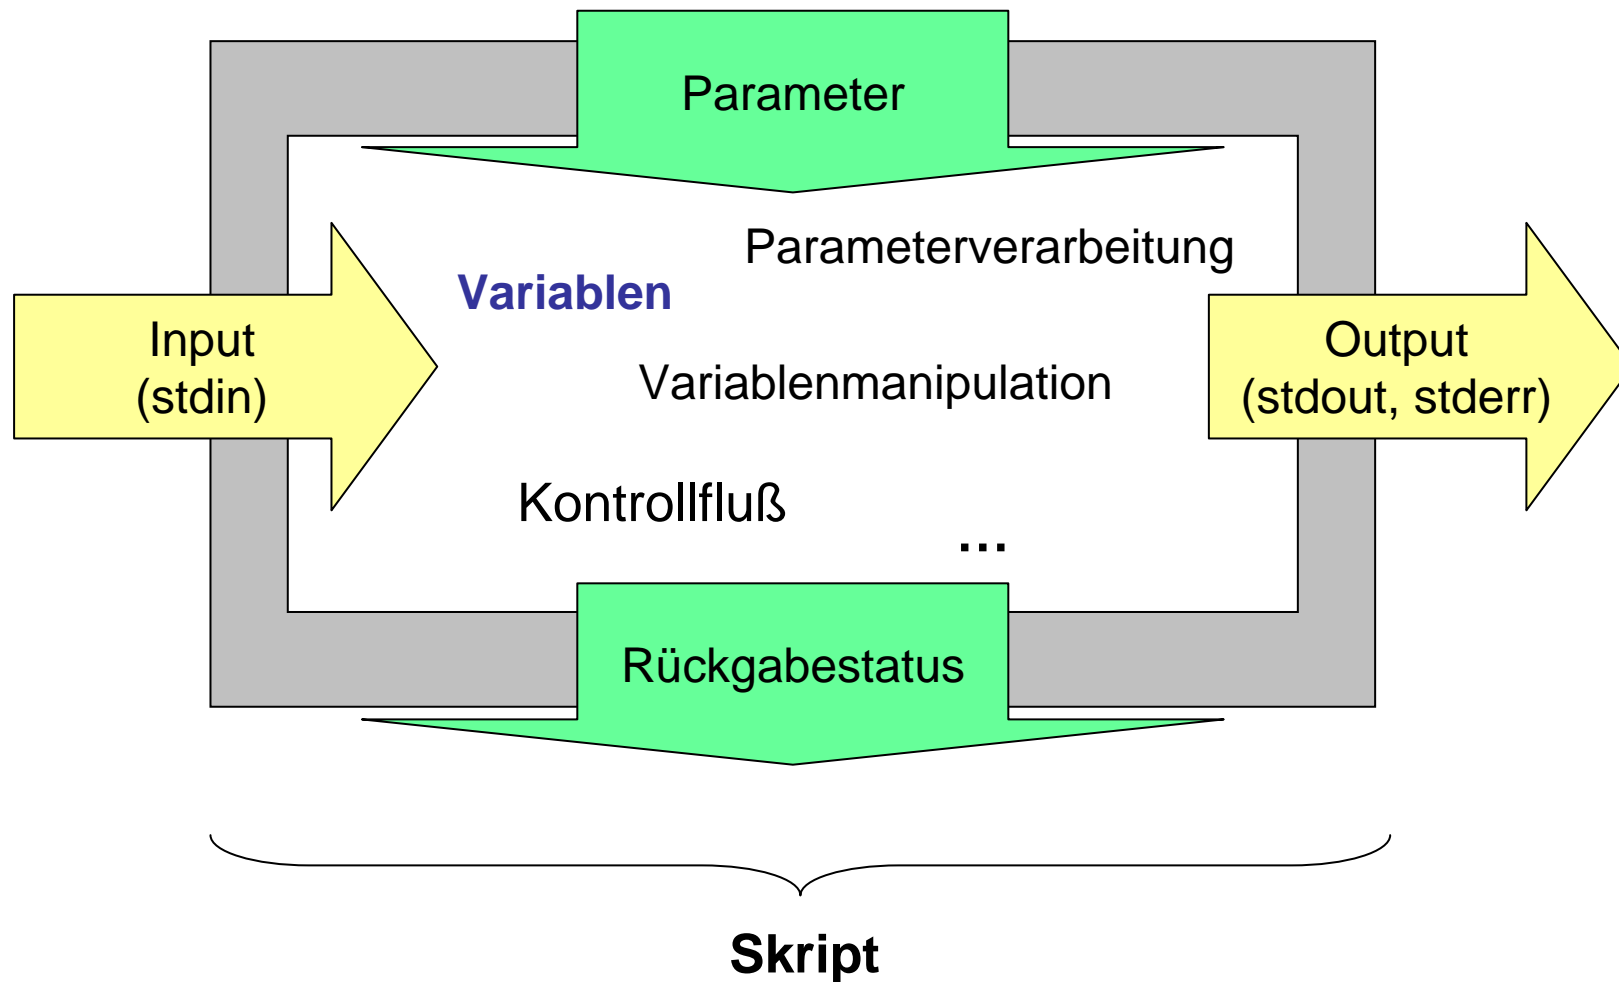 Parameter
Parameterverarbeitung
Variablen
Input
(stdin)
Output
(stdout, stderr)
Variablenmanipulation
Kontrollfluß
...
Rückgabestatus
Skript